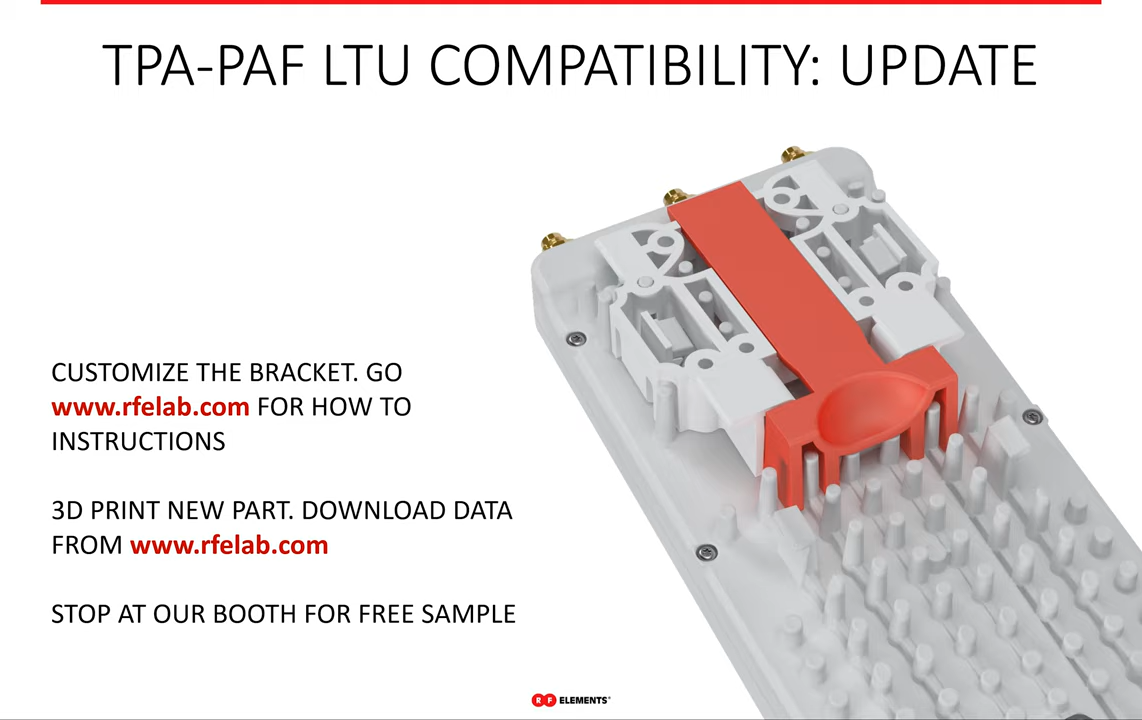 TPA-PAF LTU COMPATIBILITY: UPDATE
CUSTOMIZE THE BRACKET. GO
www.rfelab.com FOR HOW TO
INSTRUCTIONS
3D PRINT NEW PART. DOWNLOAD DATA
FROM www.rfelab.com
STOP AT OUR BOOTH FOR FREE SAMPLE
RF ELEMENTS®